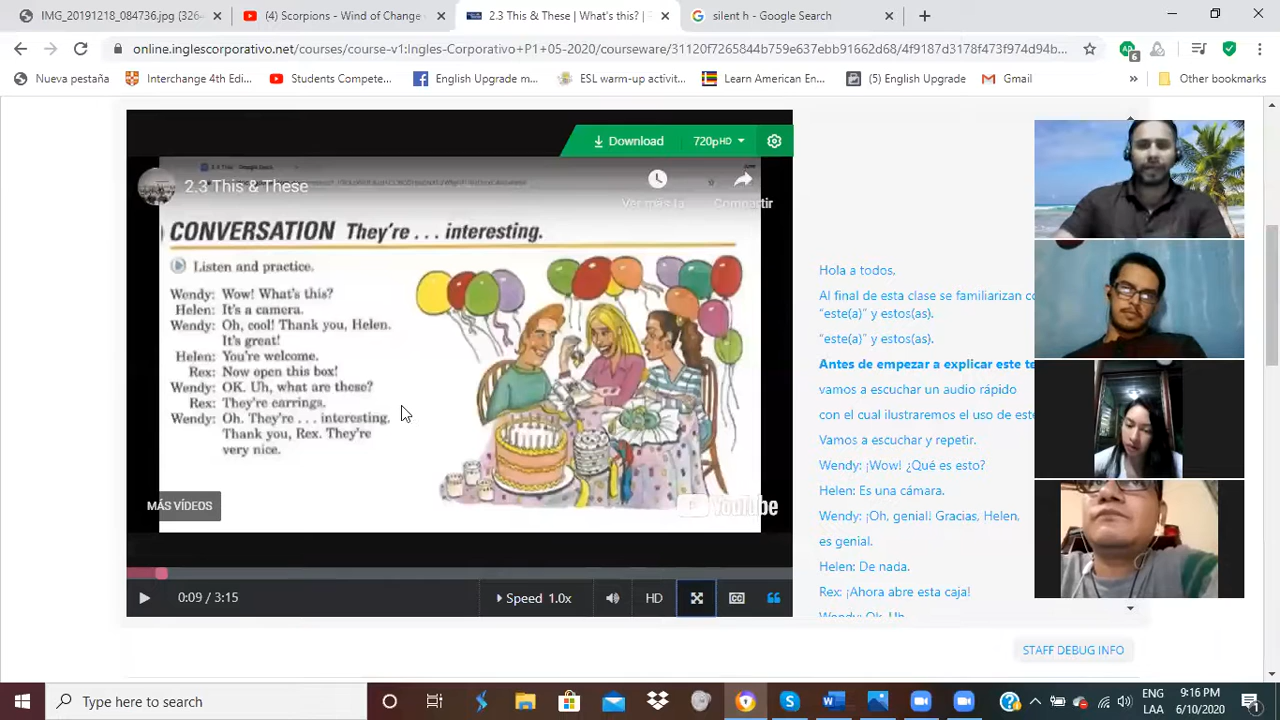 IMG_20191218_084736.jpg (326
(4) Scorpions - Wind of Change -
2.3 This & These | What's this? |
silent h - Google Search
online.inglescorporativo.net/courses/course-v1:Ingles-Corporativo+P1+05-2020/courseware/31120f7265844b759e637ebb91662d68/4f9187d3178f473f974d94b...
6
Nueva pestaña
Interchange 4th Edi...
Students Compete...
English Upgrade m...
ESL warm-up activit...
Learn American En...
(5) English Upgrade
Gmail
»
Other bookmarks
Download
720pHD
2.3 This & These
Ver más ta
Compartir
CONVERSATION They're . . . interesting.
Listen and practice.
Wendy: Wow! What's this?
Helen: It's a camera.
Wendy: Oh, cool! Thank you, Helen.
It's great!
Helen: You're welcome.
Rex: Now open this box!
Wendy: OK. Uh, what are these?
Rex: They're earrings.
Wendy: Oh. They're . . . interesting.
Thank you, Rex. They're
very nice.
MÁS VÍDEOS
YouTube
0:09 / 3:15
Speed 1.0x
HD
Hola a todos,
Al final de esta clase se familiarizan co
“este(a)” y estos(as).
“este(a)” y estos(as).
Antes de empezar a explicar este te
vamos a escuchar un audio rápido
con el cual ilustraremos el uso de este
Vamos a escuchar y repetir.
Wendy: ¡Wow! ¿Qué es esto?
Helen: Es una cámara.
Wendy: ¡Oh, genial! Gracias, Helen,
es genial.
Helen: De nada.
Rex: ¡Ahora abre esta caja!
Wendy: Ok. Uh,
STAFF DEBUG INFO
Type here to search
ENG
LAA
9:16 PM
6/10/2020